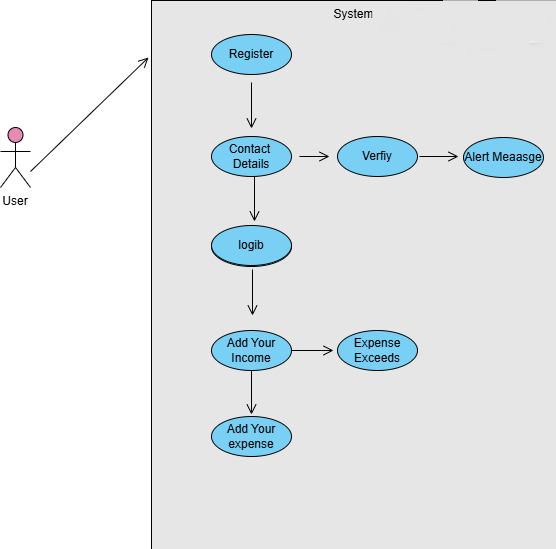 System
Register
Contact
Details
Verfiy
Alert Meaasge
User
logib
Add Your
Income
Expense
Exceeds
Add Your
expense